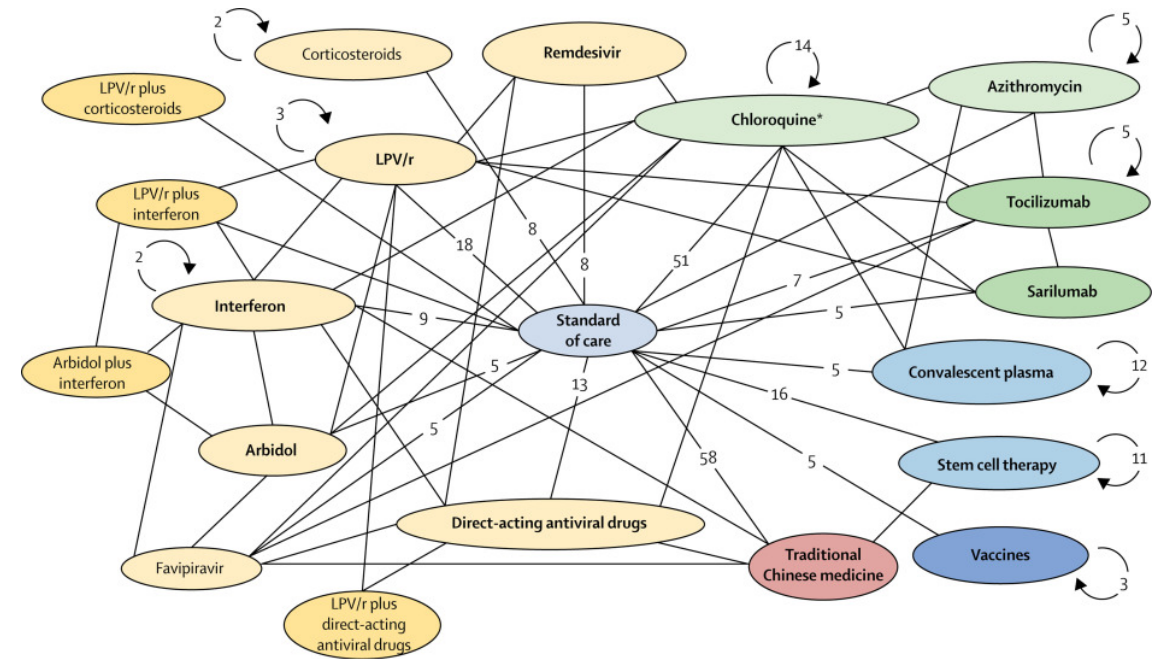 2
Corticosteroids
Remdesivir
14
5
Azithromycin
LPV/r plus
corticosteroids
3
LPV/r
Chloroquine*
5
LPV/r plus
interferon
Tocilizumab
2
Interferon
18
8
8
51
7
Sarilumab
9
Standard
of care
5
Arbidol plus
interferon
5
13
5
Convalescent plasma
12
16
Arbidol
5
58
5
Stem cell therapy
11
Direct-acting antiviral drugs
Favipiravir
Traditional
Chinese medicine
Vaccines
3
LPV/r plus
direct-acting
antiviral drugs